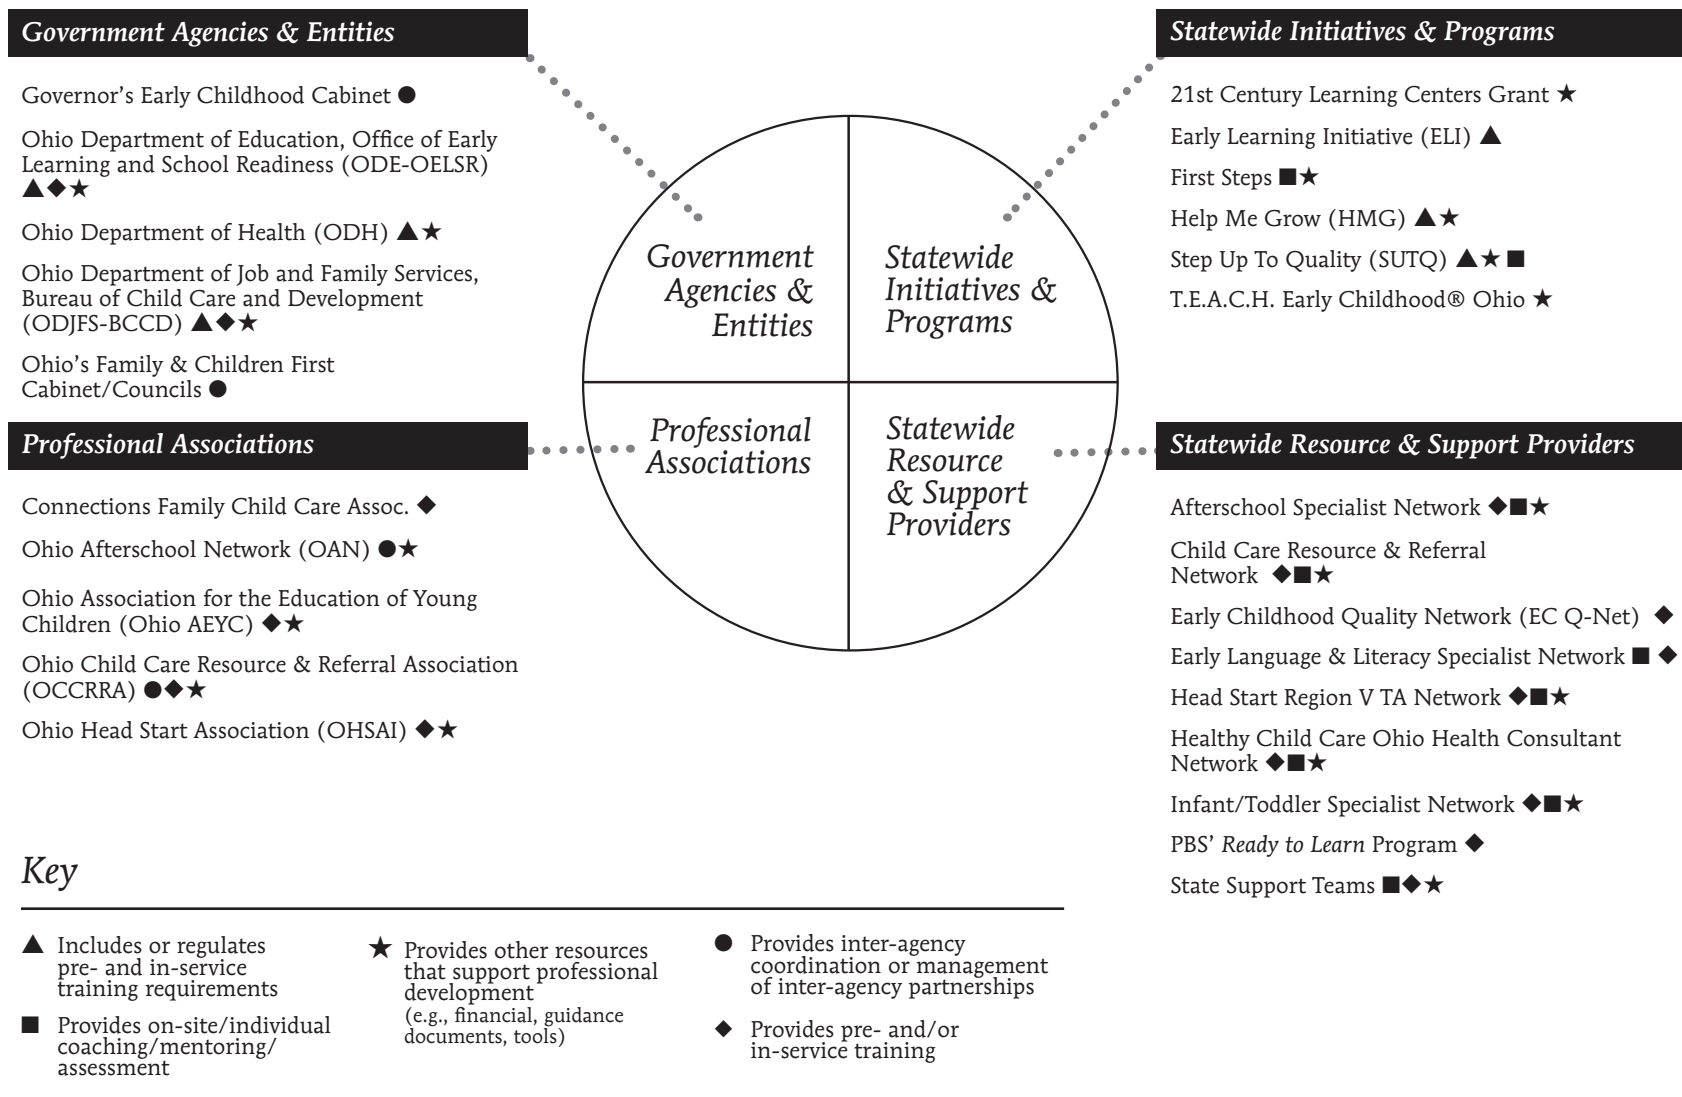 Government Agencies & Entities
Governor's Early Childhood Cabinet ●
Ohio Department of Education, Office of Early
Learning and School Readiness (ODE-OELSR)
▲◆★
Ohio Department of Health (ODH) ▲★
Ohio Department of Job and Family Services,
Bureau of Child Care and Development
(ODJFS-BCCD) ▲◆★
Ohio's Family & Children First
Cabinet/Councils ●
Professional Associations
Connections Family Child Care Assoc. ◆
Ohio Afterschool Network (OAN) ●★
Ohio Association for the Education of Young
Children (Ohio AEYC) ◆★
Ohio Child Care Resource & Referral Association
(OCCRRA) ●◆★
Ohio Head Start Association (OHSAI) ◆★
Government
Agencies &
Entities
Statewide
Initiatives &
Programs
Professional
Associations
Statewide
Resource
& Support
Providers
Statewide Initiatives & Programs
21st Century Learning Centers Grant ★
Early Learning Initiative (ELI) ▲
First Steps ■★
Help Me Grow (HMG) ▲★
Step Up To Quality (SUTQ) ▲★■
T.E.A.C.H. Early Childhood® Ohio ★
Statewide Resource & Support Providers
Afterschool Specialist Network ◆■★
Child Care Resource & Referral
Network ◆■★
Early Childhood Quality Network (EC Q-Net) ◆
Early Language & Literacy Specialist Network ■ ◆
Head Start Region V TA Network ◆■★
Healthy Child Care Ohio Health Consultant
Network ◆■★
Infant/Toddler Specialist Network ◆■★
PBS' Ready to Learn Program ◆
State Support Teams ■◆★
Key
▲ Includes or regulates
pre- and in-service
training requirements
■ Provides on-site/individual
coaching/mentoring/
assessment
★ Provides other resources
that support professional
development
(e.g., financial, guidance
documents, tools)
● Provides inter-agency
coordination or management
of inter-agency partnerships
◆ Provides pre- and/or
in-service training